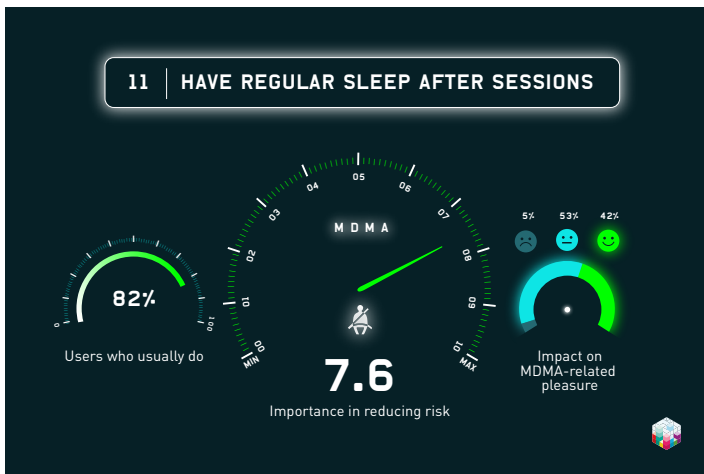 11 HAVE REGULAR SLEEP AFTER SESSIONS
MDMA
00
01
02
03
04
05
06
07
08
09
10
MIN
MAX
7.6
Importance in reducing risk
0
100
82%
Users who usually do
5% 53% 42%
Impact on
MDMA-related
pleasure